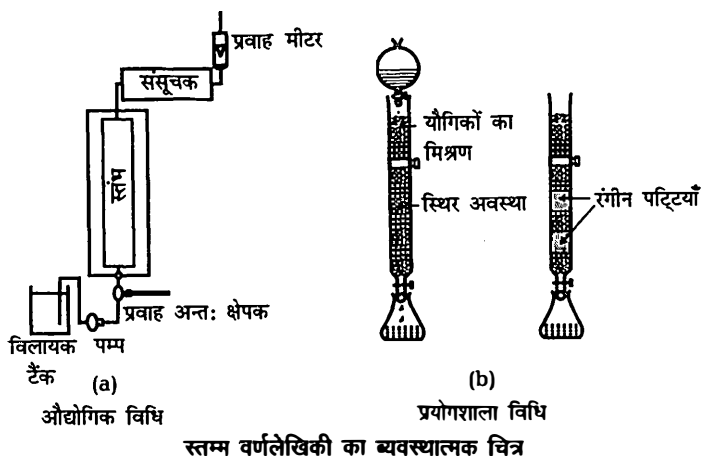 प्रवाह मीटर
संसूचक
स्तंभ
प्रवाह अन्त: क्षेपक
विलायक पम्प
टैंक
(a)
औद्योगिक विधि
यौगिकों का
मिश्रण
स्थिर अवस्था
रंगीन पट्टियाँ
(b)
प्रयोगशाला विधि
स्तम्म वर्णलेखिकी का ब्यवस्थात्मक चित्र